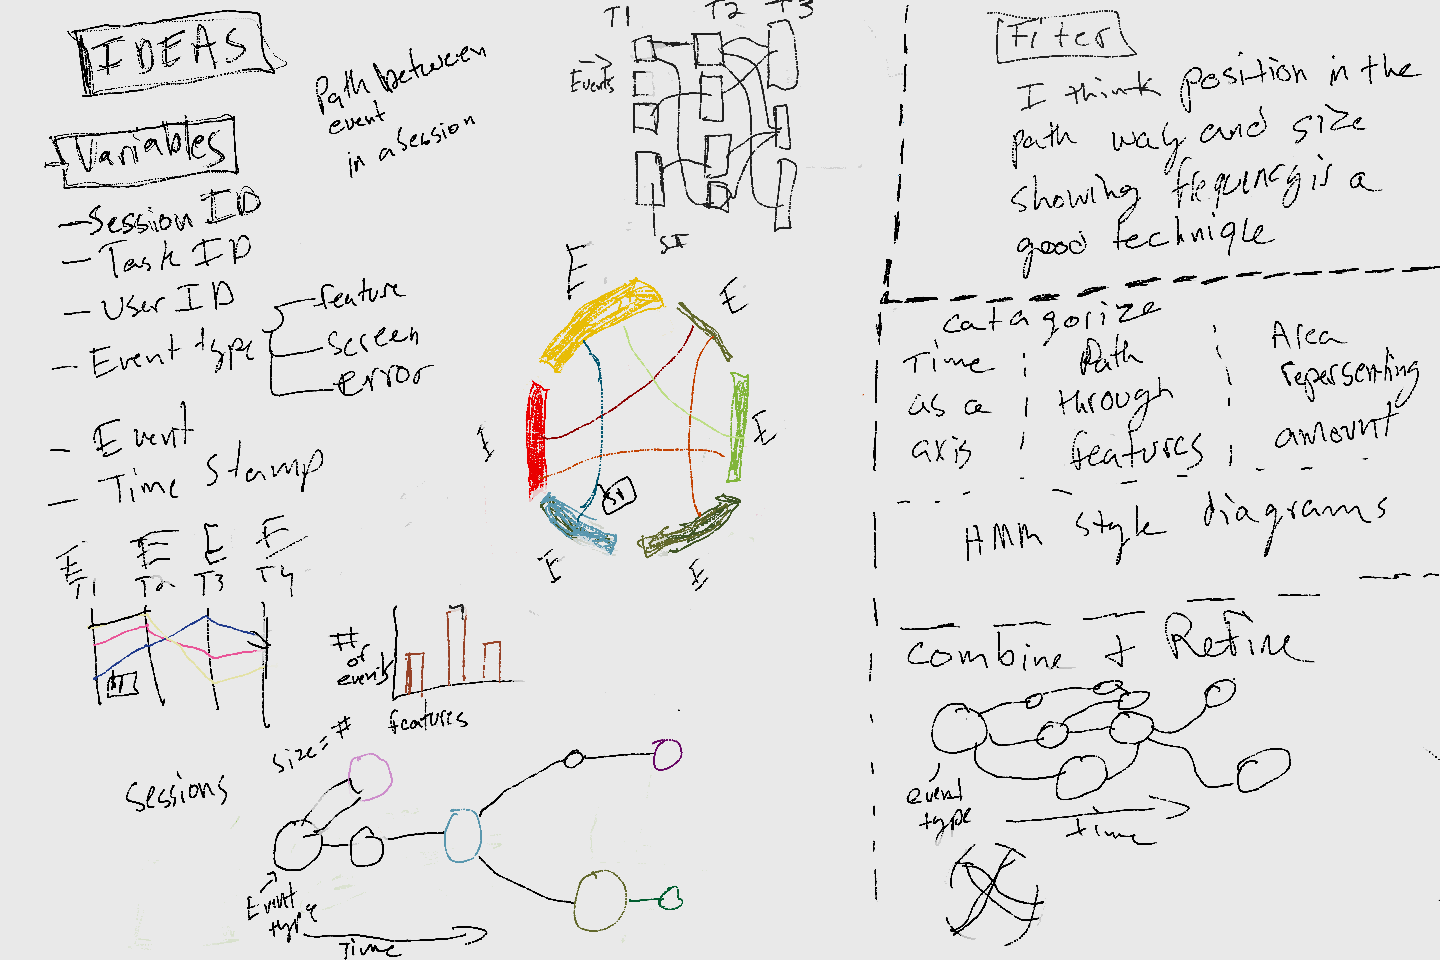 IDEAS
Path between
event
in a session
Variables
- Session ID
- Task ID
- User ID
- Event type
feature
screen
error
- Event
- Time Stamp
T1 T2 T3
Events
SI
E
E
I
E
S1
E
E
E E E E
T1 T2 T3 T4
# of
events
features
size = #
Sessions
Event
type
Time
Filter
I think position in the
path way and size
showing frequency is a
good techniqle
catagorize
Time
as a
axis
Path
through
features
Area
repersenting
amount
HMM style diagrams
Combine + Refine
event
type
time